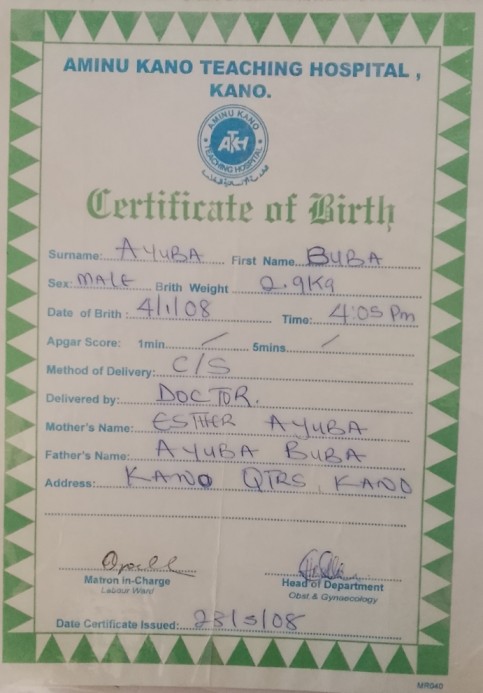 AMINU KANO TEACHING HOSPITAL ,
KANO.
AMINU KANO
AKTH
TEACHING HOSPITAL
Certificate of Birth
Surname: AYUBA First Name BUBA
Sex: MALE Brith Weight 2.9Kg
Date of Brith : 4/1/08 Time: 4:05 Pm
Apgar Score: 1min / 5mins /
Method of Delivery: C/S
Delivered by: DOCTOR.
Mother's Name: ESTHER AYUBA
Father's Name: AYUBA BUBA
Address: KANO QTRS, KANO
Matron in-Charge Head of Department
Labour Ward Obst & Gynaecology
Date Certificate Issued: 28/5/08
MR040